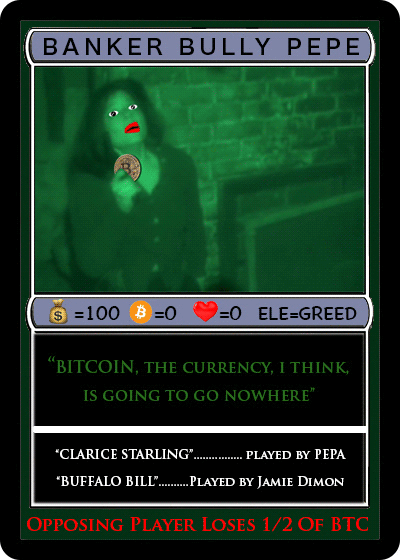 BANKER BULLY PEPE
=100 =0 =0 ELE=GREED
"BITCOIN, THE CURRENCY, I THINK,
IS GOING TO GO NOWHERE"
"CLARICE STARLING"................ PLAYED BY PEPA
"BUFFALO BILL"..........PLAYED BY JAMIE DIMON
OPPOSING PLAYER LOSES 1/2 OF BTC